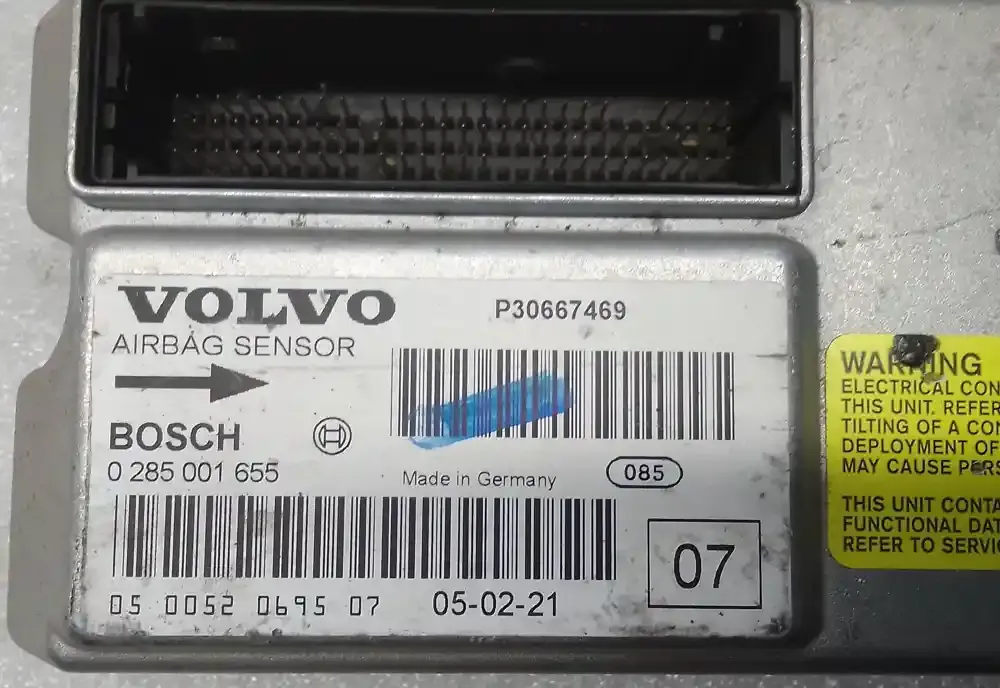 VOLVO
P30667469
AIRBAG SENSOR
BOSCH
0 285 001 655
Made in Germany
085
07
05 0052 0695 07
05-02-21
WARNING
ELECTRICAL CON
THIS UNIT. REFER
TILTING OF A CON
DEPLOYMENT OF
MAY CAUSE PERS
THIS UNIT CONTA
FUNCTIONAL DAT
REFER TO SERVIC